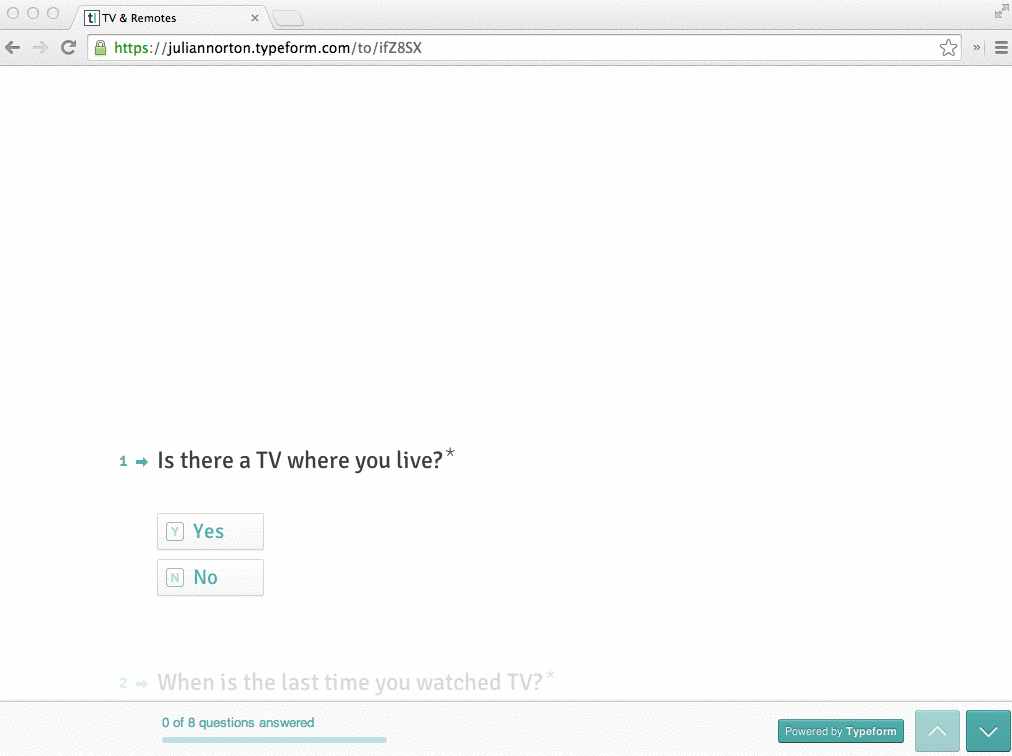 t| TV & Remotes
https://juliannorton.typeform.com/to/ifZ8SX
1 Is there a TV where you live?*
Y Yes
N No
2 When is the last time you watched TV?*
0 of 8 questions answered
Powered by Typeform